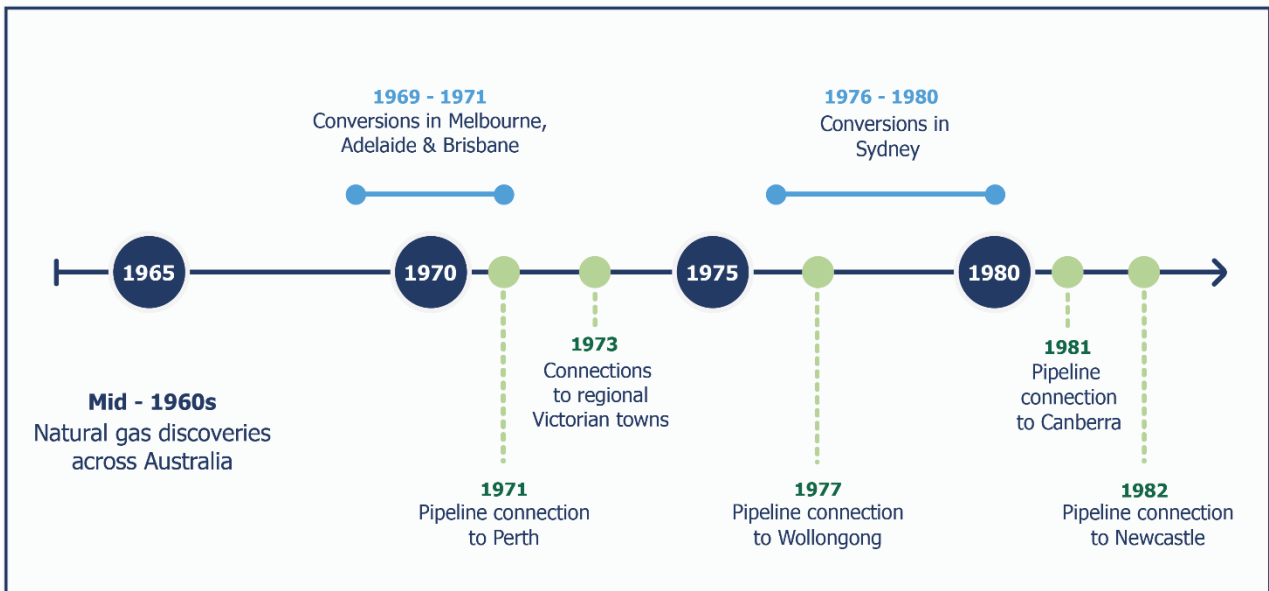 1969 - 1971
Conversions in Melbourne,
Adelaide & Brisbane
1976 - 1980
Conversions in
Sydney
1965
1970
1975
1980
Mid - 1960s
Natural gas discoveries
across Australia
1971
Pipeline connection
to Perth
1973
Connections
to regional
Victorian towns
1977
Pipeline connection
to Wollongong
1981
Pipeline
connection
to Canberra
1982
Pipeline connection
to Newcastle